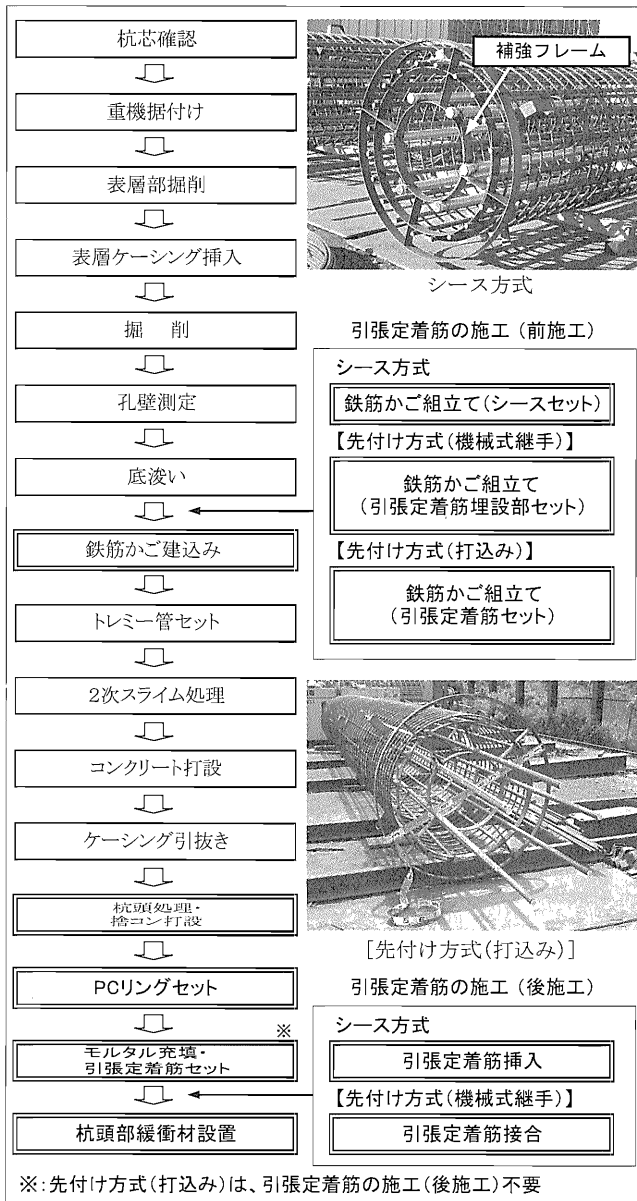 杭芯確認
重機据付け
表層部掘削
表層ケーシング挿入
掘　削
孔壁測定
底浚い
鉄筋かご建込み
トレミー管セット
2次スライム処理
コンクリート打設
ケーシング引抜き
杭頭処理・
捨コン打設
PCリングセット
※
モルタル充填・
引張定着筋セット
杭頭部緩衝材設置
補強フレーム
シース方式
引張定着筋の施工（前施工）
シース方式
鉄筋かご組立て(シースセット)
【先付け方式(機械式継手)】
鉄筋かご組立て
(引張定着筋埋設部セット)
【先付け方式(打込み)】
鉄筋かご組立て
(引張定着筋セット)
[先付け方式(打込み)]
引張定着筋の施工（後施工）
シース方式
引張定着筋挿入
【先付け方式(機械式継手)】
引張定着筋接合
※:先付け方式(打込み)は、引張定着筋の施工(後施工)不要